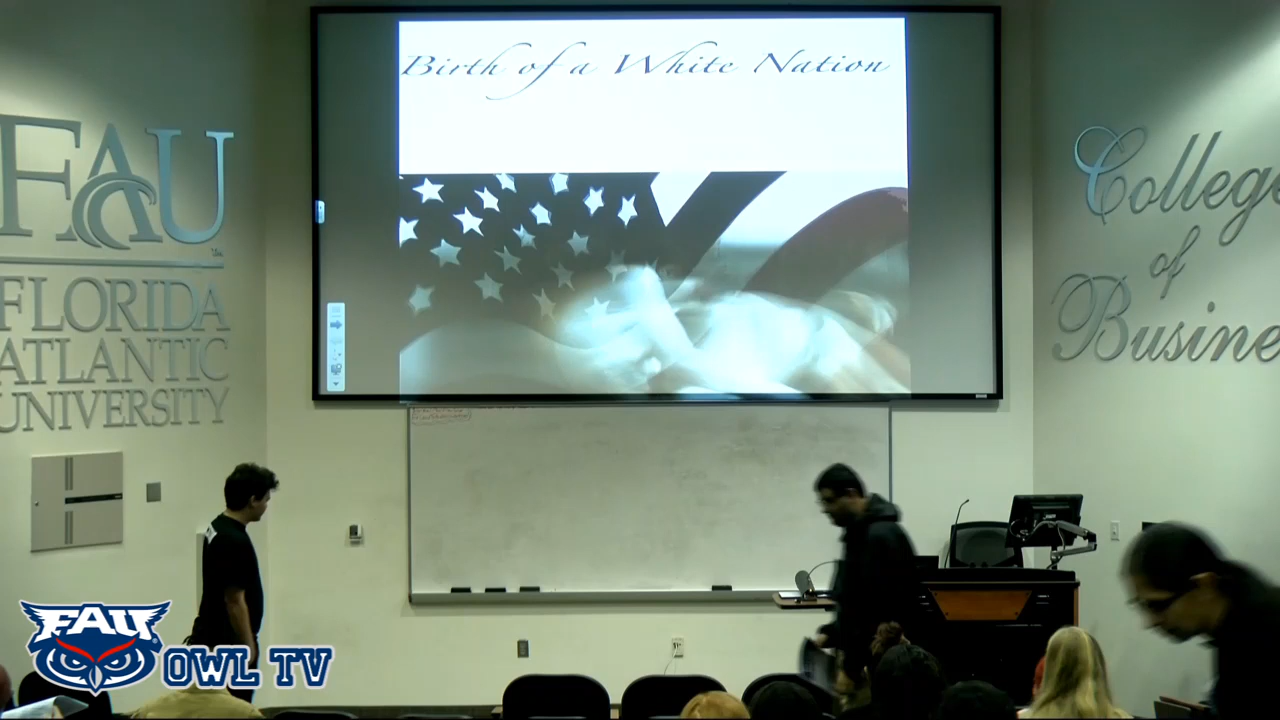 Birth of a White Nation
FAU
FLORIDA
ATLANTIC
UNIVERSITY
College
of
Busine
FAU
OWL TV